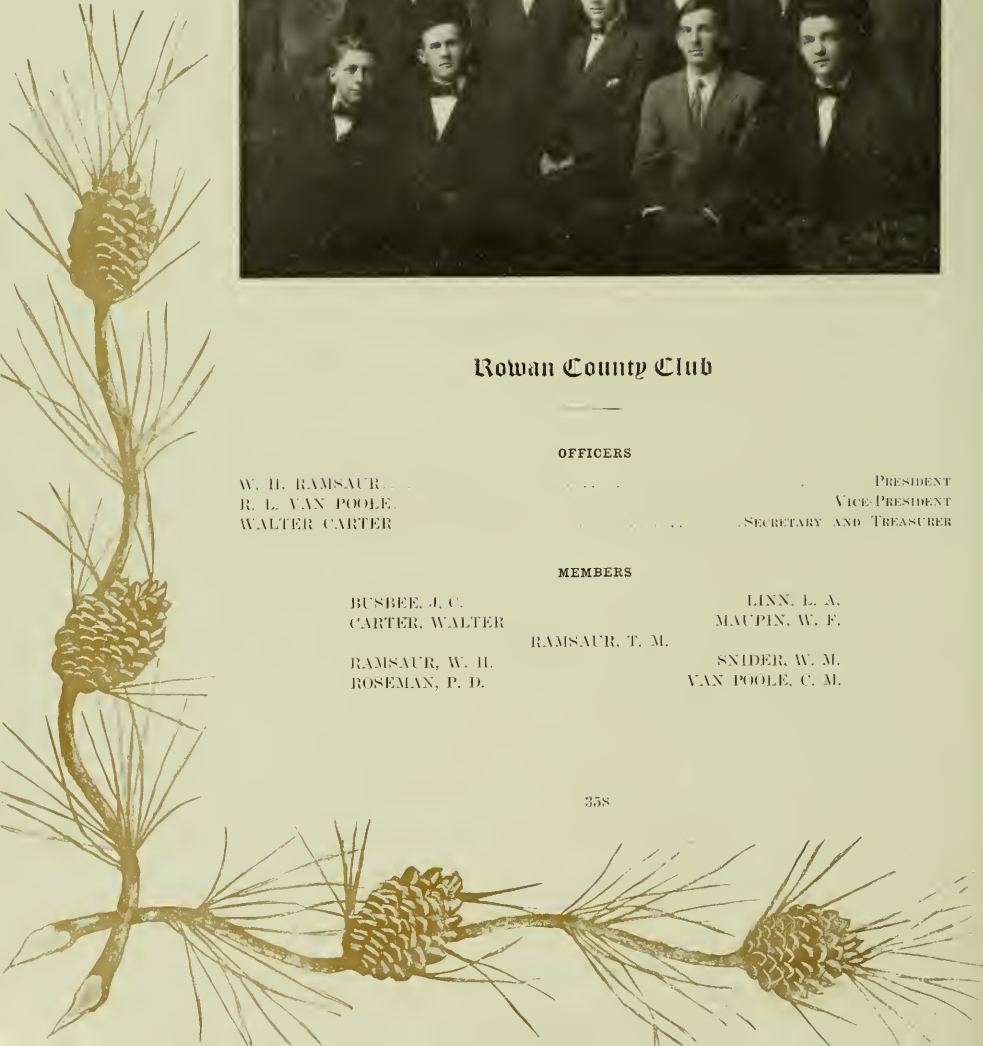 Rowan County Club
OFFICERS
W. H. RAMSAUR PRESIDENT
R. L. VAN POOLE VICE-PRESIDENT
WALTER CARTER SECRETARY AND TREASURER
MEMBERS
BUSBEE, J. C. LINN, L. A.
CARTER, WALTER MAUPIN, W. F.
RAMSAUR, T. M.
RAMSAUR, W. H. SNIDER, W. M.
ROSEMAN, P. D. VAN POOLE, C. M.
358